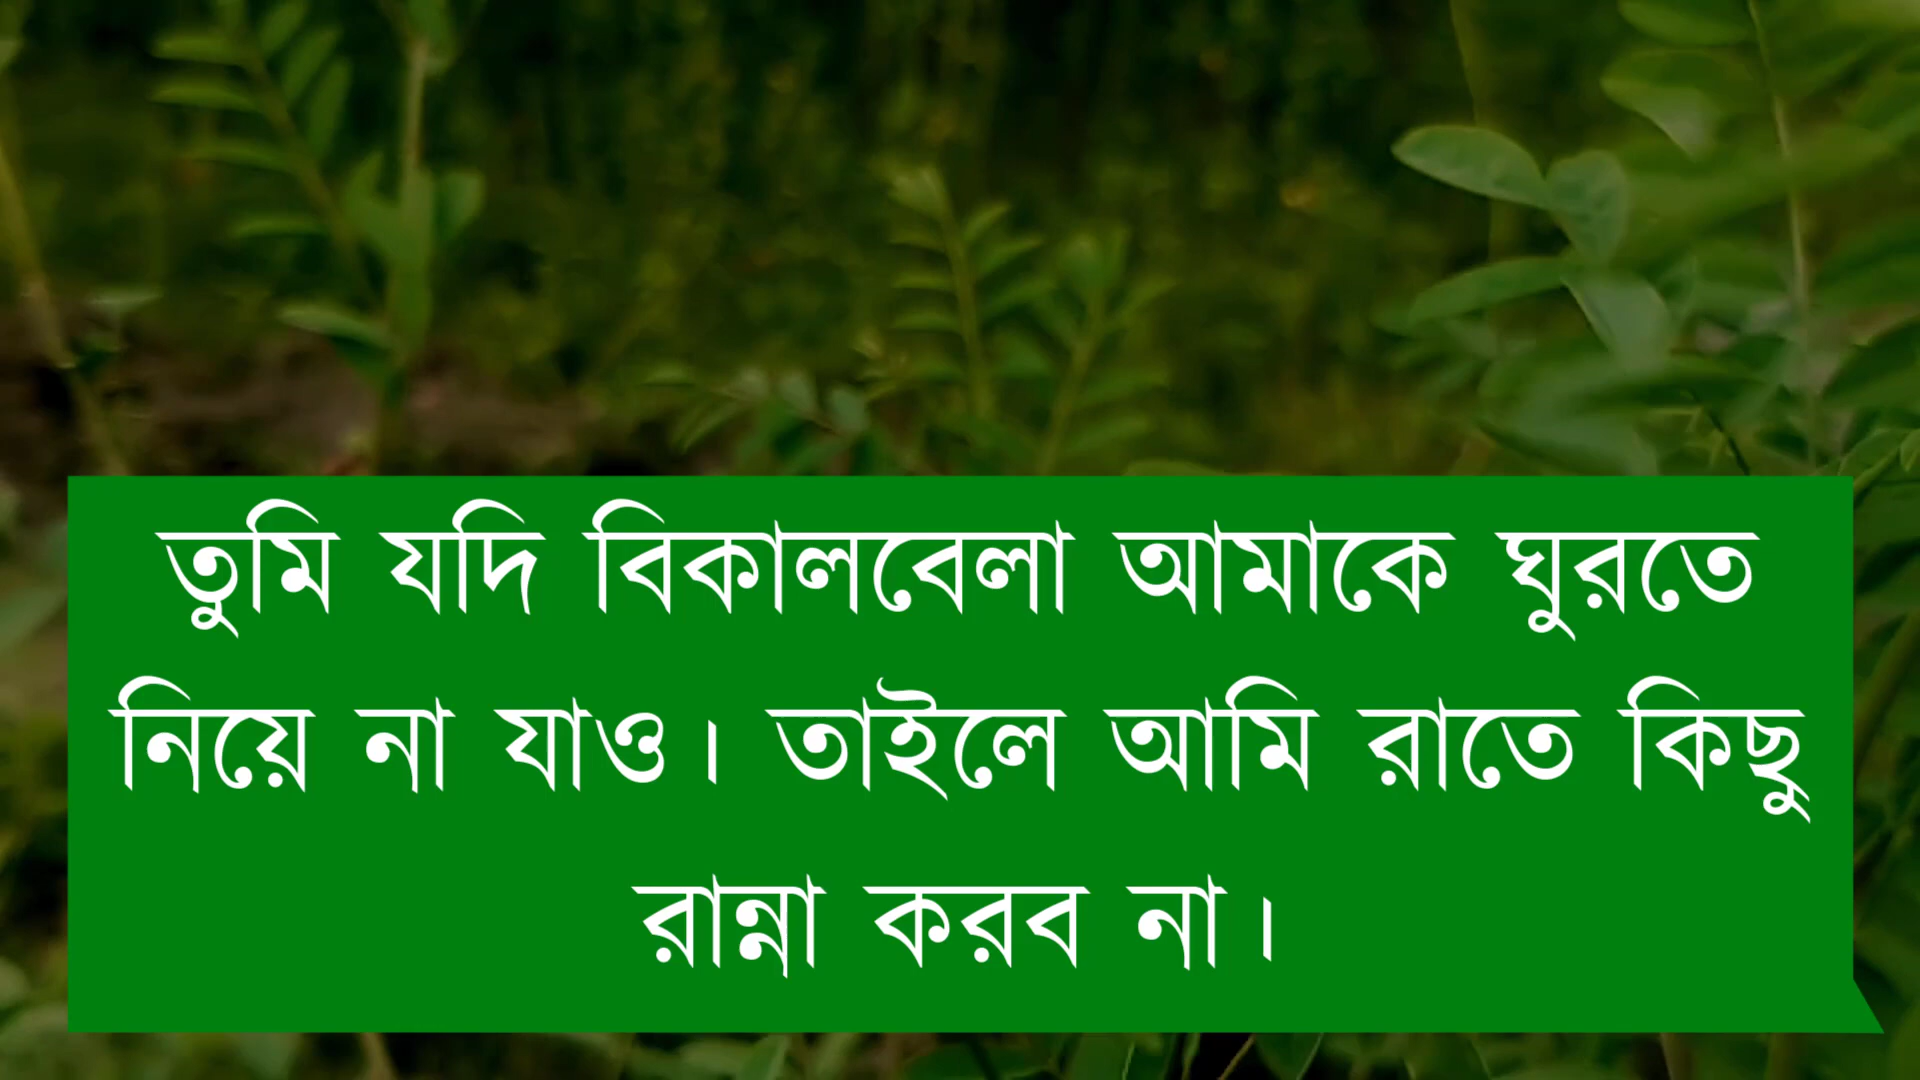 তুমি যদি বিকালবেলা আমাকে ঘুরতে
নিয়ে না যাও। তাইলে আমি রাতে কিছু
রান্না করব না।